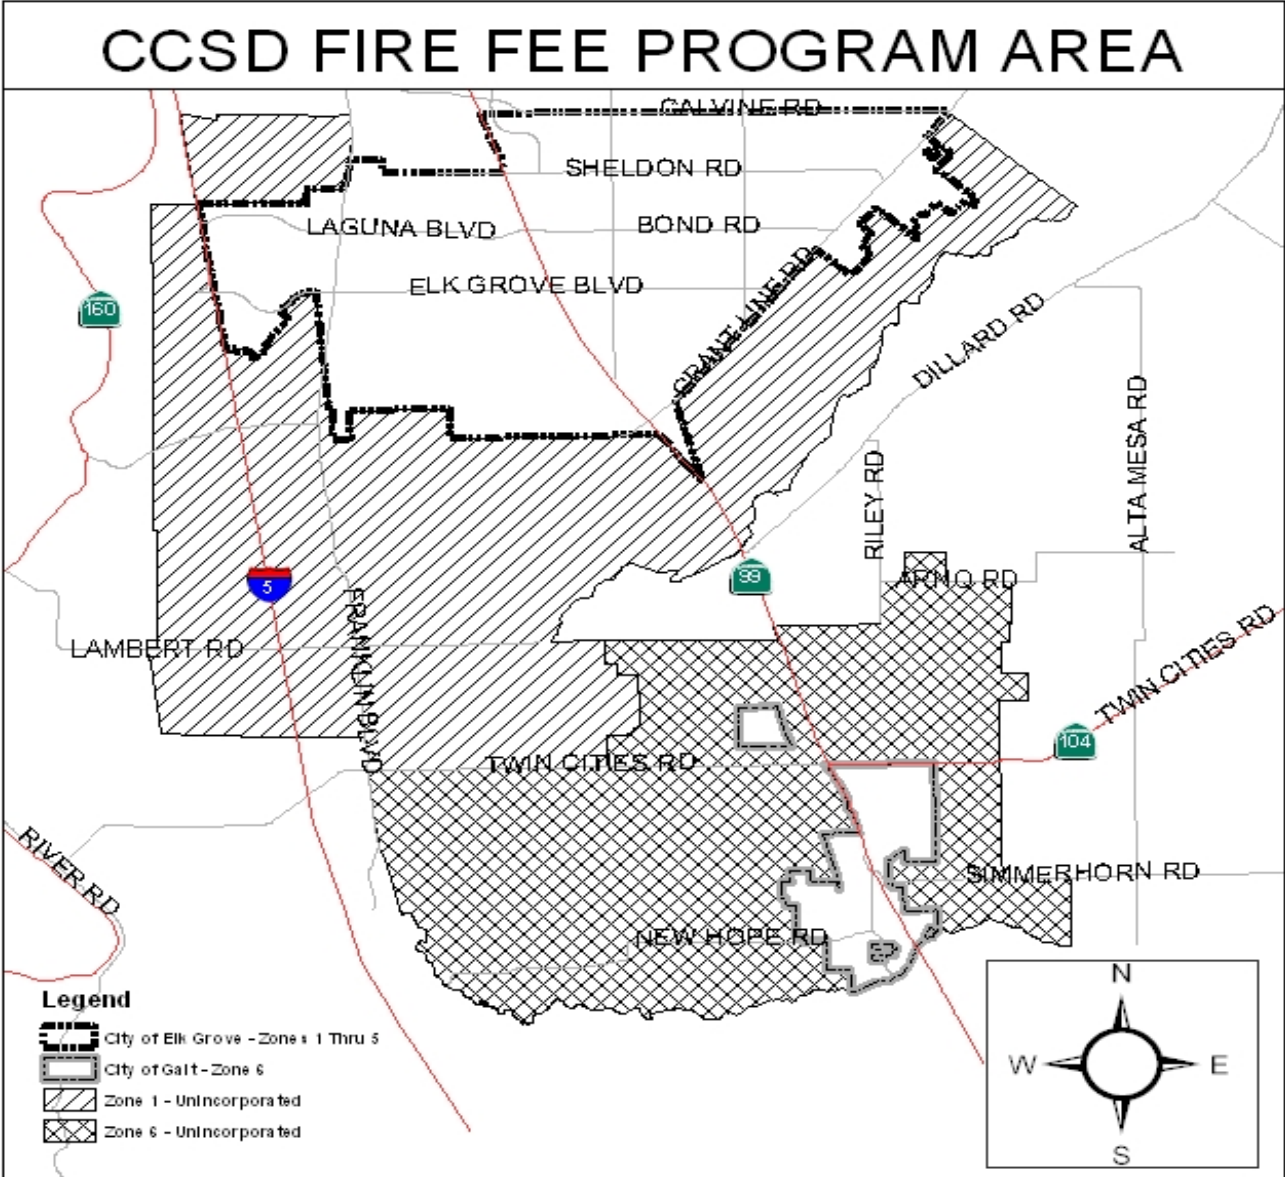 CCSD FIRE FEE PROGRAM AREA
CALVINE RD
SHELDON RD
LAGUNA BLVD
BOND RD
ELK GROVE BLVD
GRANT LINE RD
160
DILLARD RD
ALTA MESA RD
RILEY RD
99
ARNO RD
5
FRANKLIN BLVD
LAMBERT RD
TWIN CITIES RD
104
TWIN CITIES RD
RIVER RD
SIMMERHORN RD
NEW HOPE RD
Legend
City of Elk Grove - Zones 1 Thru 5
City of Galt - Zone 6
Zone 1 - Unincorporated
Zone 6 - Unincorporated
N
W
E
S